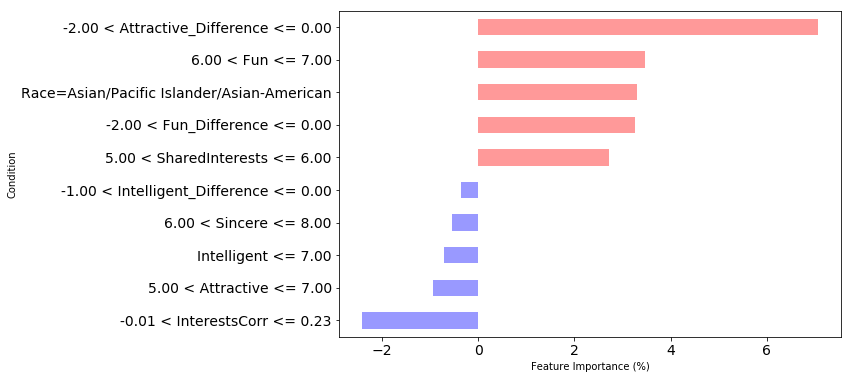 -2.00 < Attractive_Difference <= 0.00
6.00 < Fun <= 7.00
Race=Asian/Pacific Islander/Asian-American
-2.00 < Fun_Difference <= 0.00
5.00 < SharedInterests <= 6.00
-1.00 < Intelligent_Difference <= 0.00
6.00 < Sincere <= 8.00
Intelligent <= 7.00
5.00 < Attractive <= 7.00
-0.01 < InterestsCorr <= 0.23
Condition
−2 0 2 4 6
Feature Importance (%)